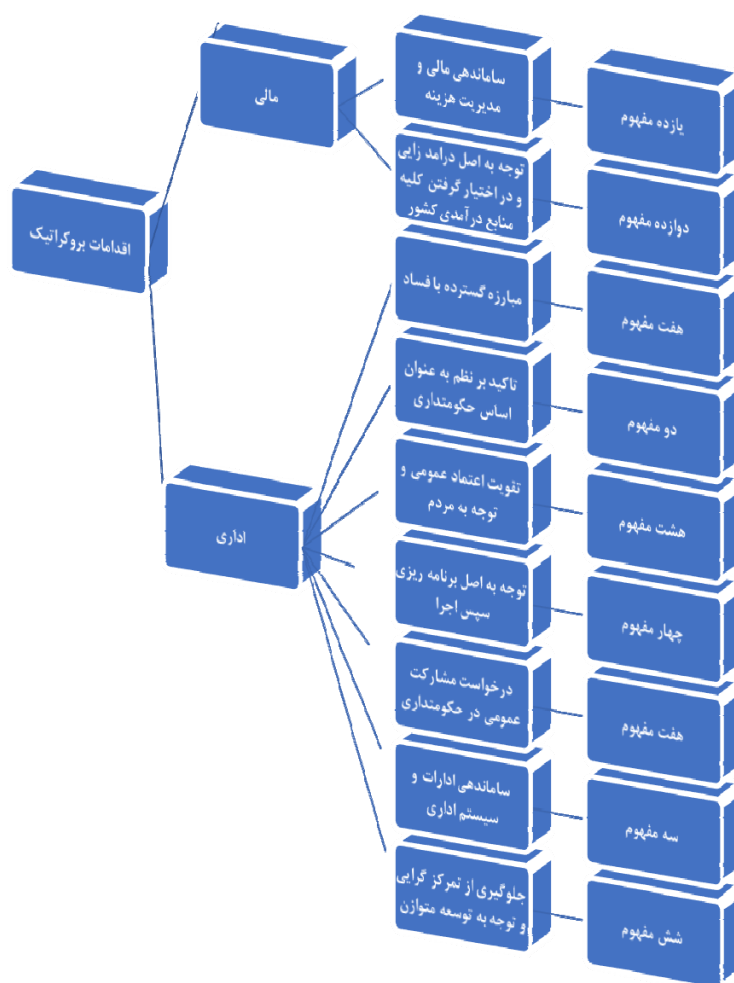 اقدامات بروکراتیک
مالی
ساماندهی مالی و
مدیریت هزینه
یازده مفهوم
توجه به اصل درامد زایی
و در اختیار گرفتن کلیه
منابع درآمدی کشور
دوازده مفهوم
اداری
مبارزه گسترده با فساد
هفت مفهوم
تاکید بر نظم به عنوان
اساس حکومتداری
دو مفهوم
تقویت اعتماد عمومی و
توجه به مردم
هشت مفهوم
توجه به اصل برنامه ریزی
سپس اجرا
چهار مفهوم
درخواست مشارکت
عمومی در حکومتداری
هفت مفهوم
ساماندهی ادارات و
سیستم اداری
سه مفهوم
جلوگیری از تمرکز گرایی
و توجه به توسعه متوازن
شش مفهوم